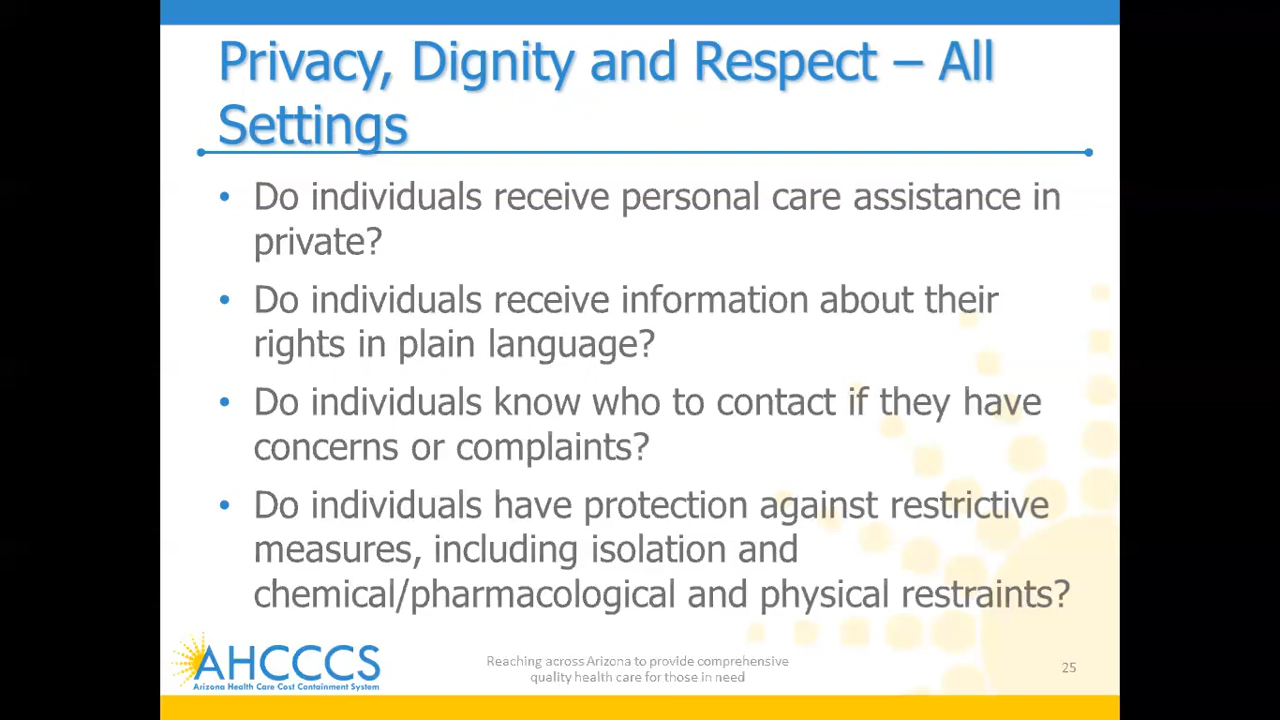 Privacy, Dignity and Respect – All
Settings
• Do individuals receive personal care assistance in
private?
• Do individuals receive information about their
rights in plain language?
• Do individuals know who to contact if they have
concerns or complaints?
• Do individuals have protection against restrictive
measures, including isolation and
chemical/pharmacological and physical restraints?
AHCCCS
Arizona Health Care Cost Containment System
Reaching across Arizona to provide comprehensive
quality health care for those in need
25